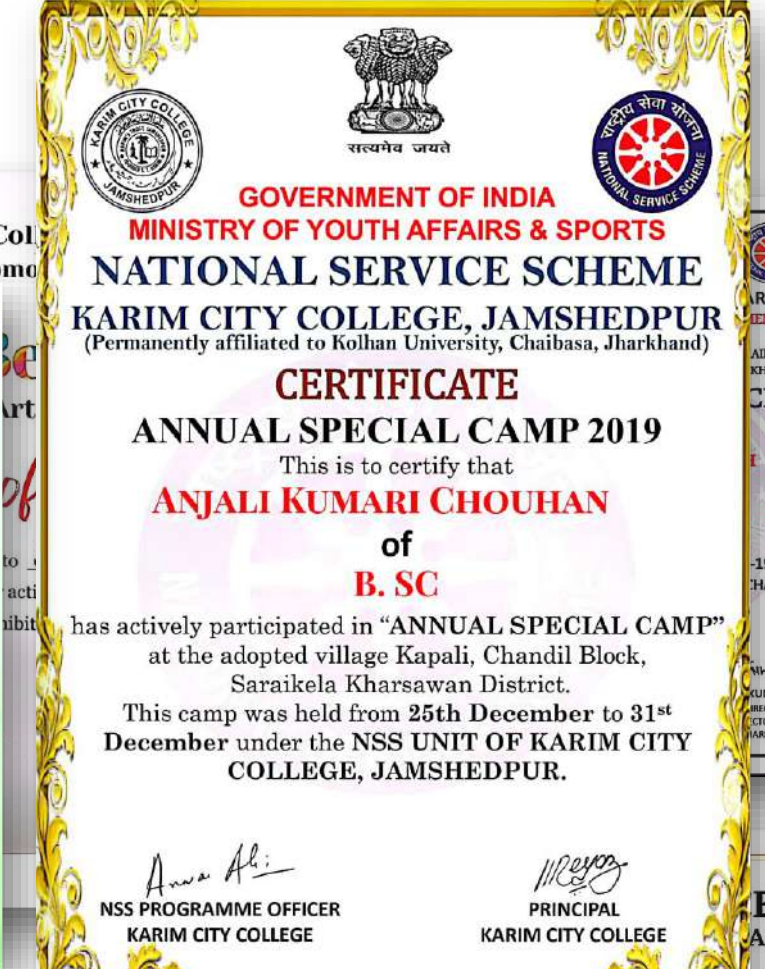 KARIM CITY COLLEGE
JAMSHEDPUR
सत्यमेव जयते
राष्ट्रीय सेवा योजना
NATIONAL SERVICE SCHEME
GOVERNMENT OF INDIA
MINISTRY OF YOUTH AFFAIRS & SPORTS
NATIONAL SERVICE SCHEME
KARIM CITY COLLEGE, JAMSHEDPUR
(Permanently affiliated to Kolhan University, Chaibasa, Jharkhand)
CERTIFICATE
ANNUAL SPECIAL CAMP 2019
This is to certify that
ANJALI KUMARI CHOUHAN
of
B. SC
has actively participated in “ANNUAL SPECIAL CAMP”
at the adopted village Kapali, Chandil Block,
Saraikela Kharsawan District.
This camp was held from 25th December to 31st
December under the NSS UNIT OF KARIM CITY
COLLEGE, JAMSHEDPUR.
NSS PROGRAMME OFFICER
KARIM CITY COLLEGE
PRINCIPAL
KARIM CITY COLLEGE